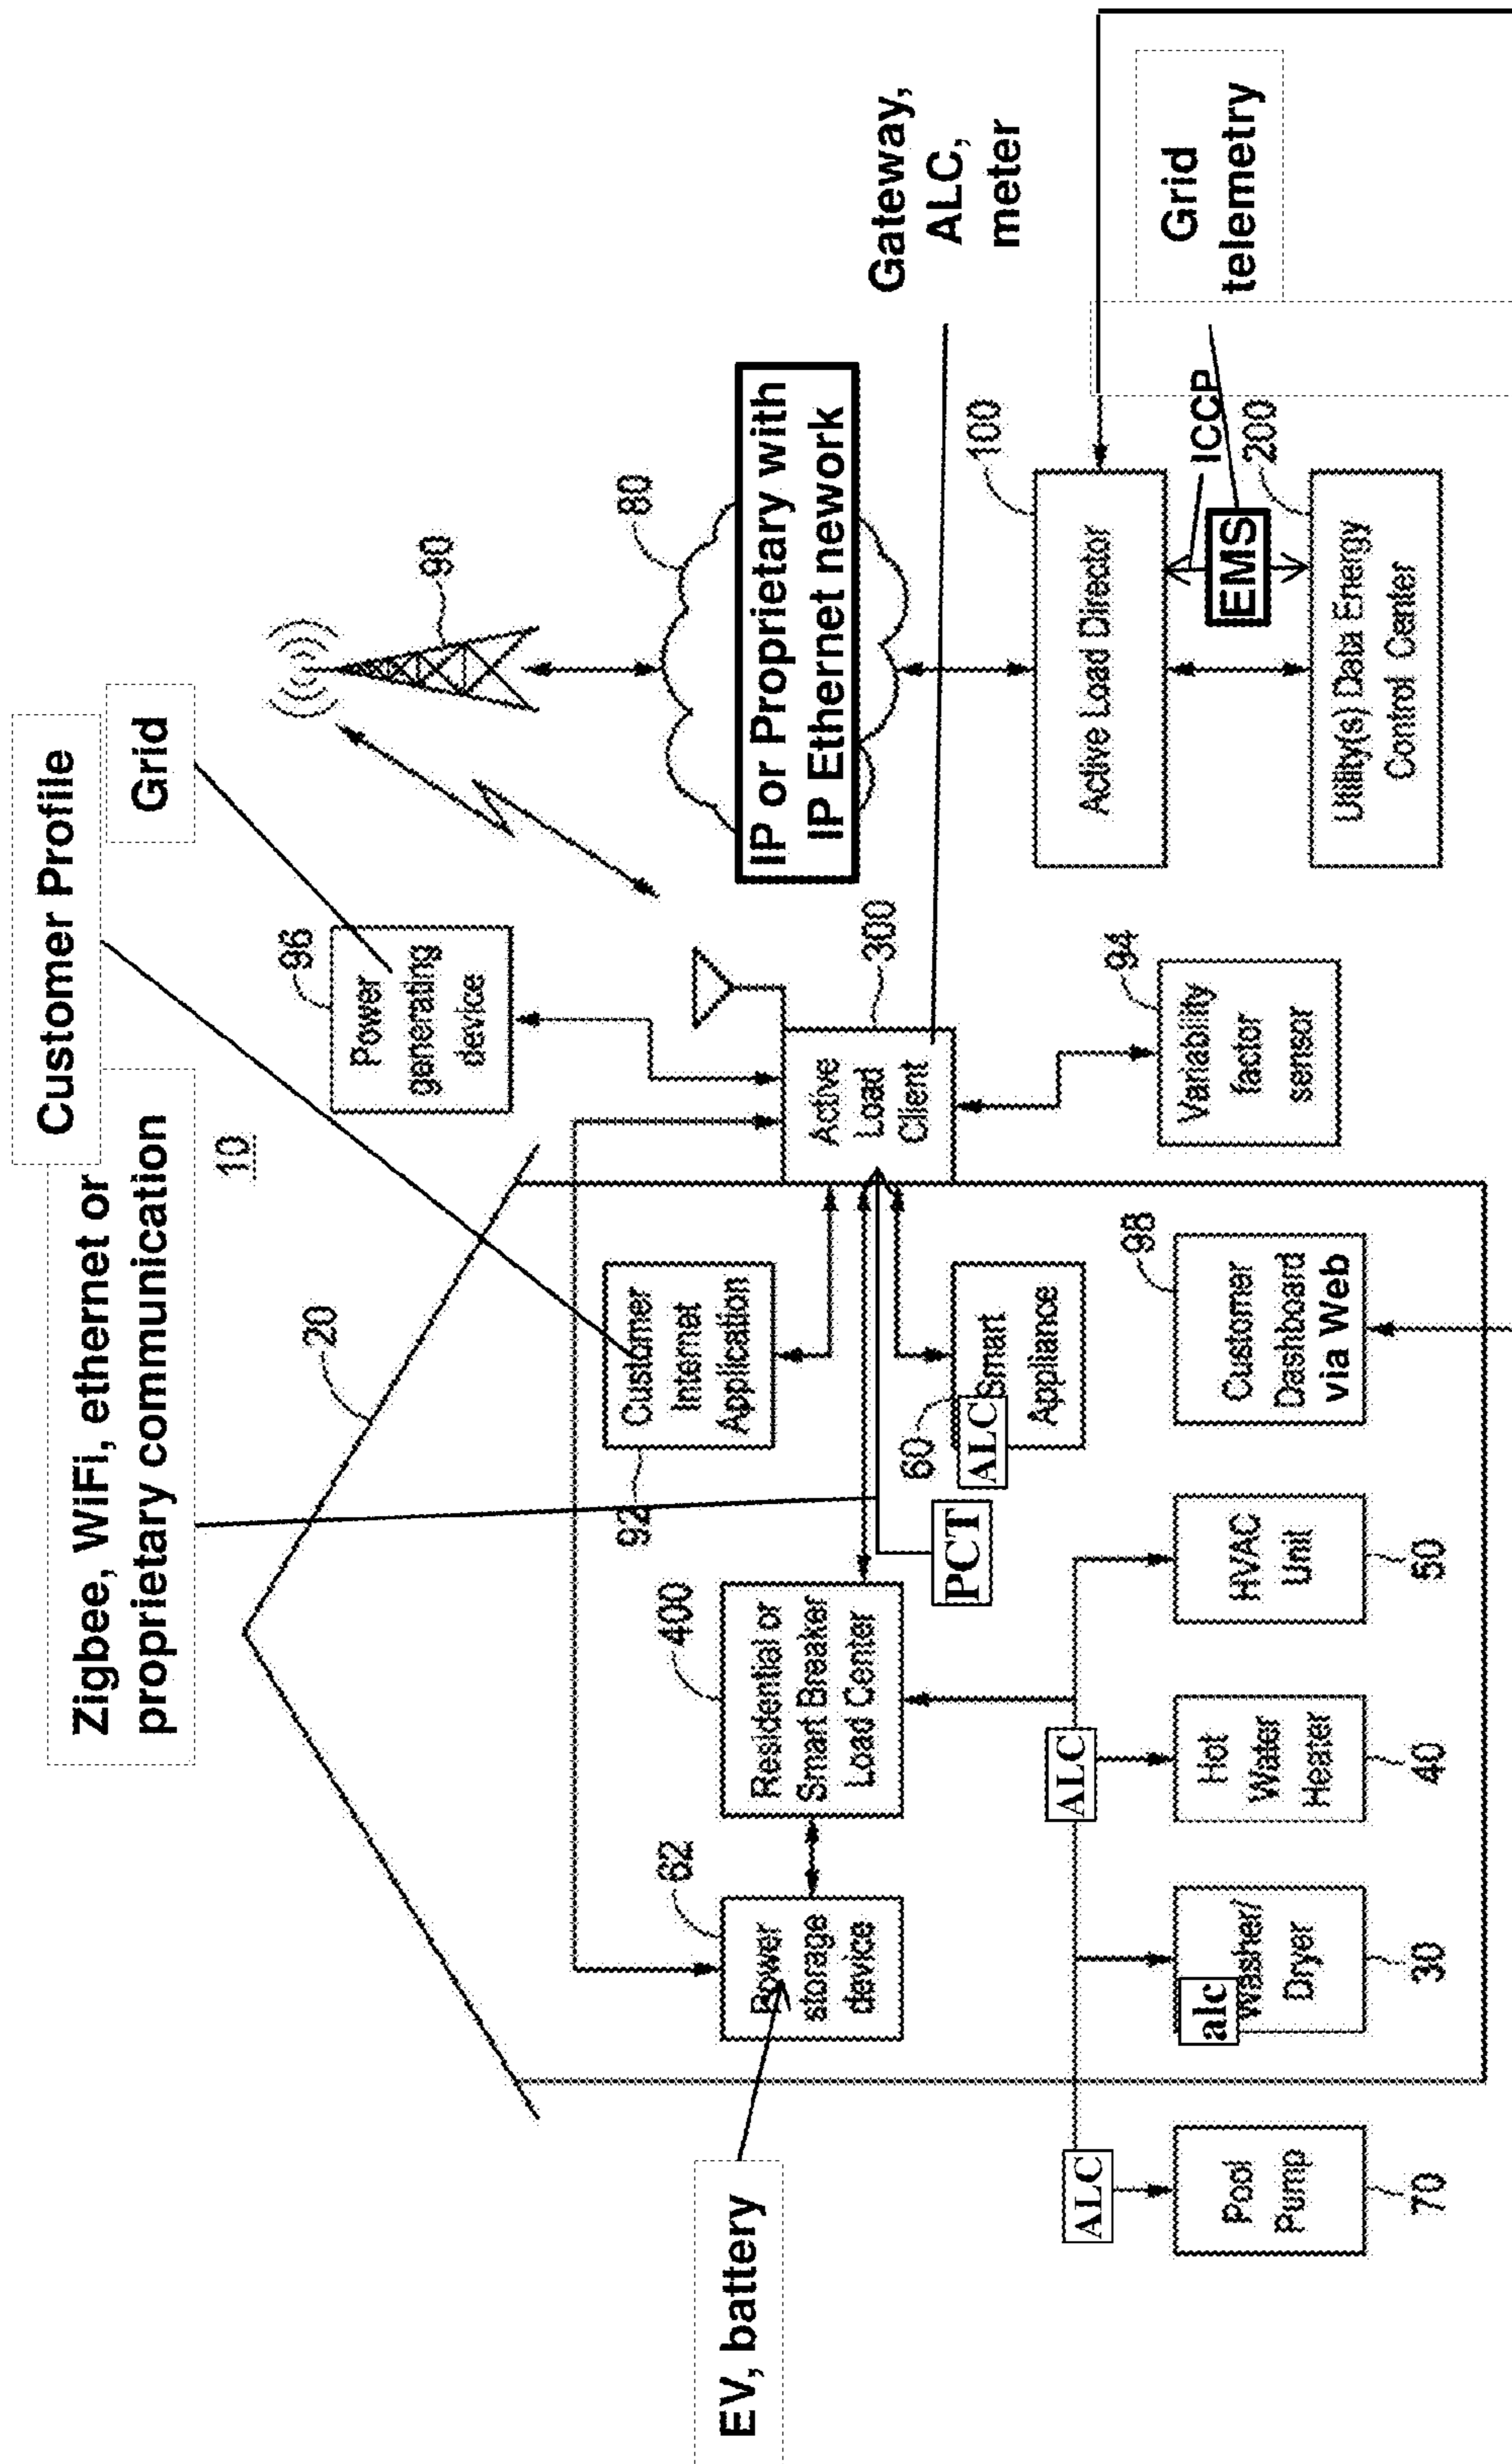 Customer Profile
Grid
Zigbee, WiFi, ethernet or
proprietary communication
10
20
90
80
IP or Proprietary with
IP Ethernet nework
96
Power
generating
device
Gateway,
ALC,
meter
300
Active
Load
Client
92
Customer
Internet
Application
400
Residential or
Smart Breaker
Load Center
62
Power
storage
device
EV, battery
PCT
60
ALC
Smart
Appliance
94
Variability
factor
sensor
100
Active Load Director
ICCP
EMS
Grid
telemetry
200
Utility(s) Data Energy
Control Center
98
Customer
Dashboard
via Web
ALC
ALC
alc
Pool
Pump
70
Washer/
Dryer
30
Hot
Water
Heater
40
HVAC
Unit
50